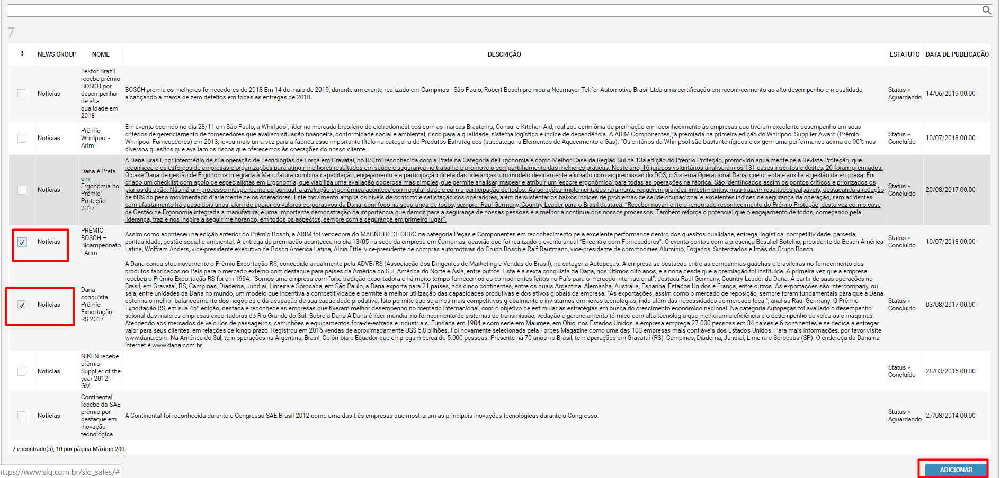 7
NEWS GROUP NOME DESCRIÇÃO ESTATUTO DATA DE PUBLICAÇÃO
Notícias
Tekfor Brazil
recebe prêmio
BOSCH por
desempenho
de alta
qualidade em
2018
BOSCH premia os melhores fornecedores de 2018 Em 14 de maio de 2019, durante um evento realizado em Campinas - São Paulo, Robert Bosch premiou a Neumayer Tekfor Automotive Brasil Ltda uma certificação em reconhecimento ao alto desempenho em qualidade,
alcançando a marca de zero defeitos em todas as entregas de 2018.
Status »
Aguardando
14/06/2019 00:00
Notícias
Prêmio
Whirlpool -
Arim
Em evento ocorrido no dia 28/11 em São Paulo, a Whirlpool, líder no mercado brasileiro de eletrodomésticos com as marcas Brastemp, Consul e Kitchen Aid, realizou cerimônia de premiação em reconhecimento às empresas que tiveram excelente desempenho em seus
critérios de gerenciamento de fornecedores que avaliam situação financeira, conformidade social e ambiental, risco para a qualidade, sistema logístico e índice de dependência. A ARIM Componentes, já premiada na primeira edição do Whirlpool Supplier Award (Prêmio
Whirlpool Fornecedores) em 2013, levou mais uma vez para a fábrica esse importante título na categoria de Produtos Estratégicos (subcategoria Elementos de Aquecimento e Gás). “Os critérios da Whirlpool são bastante rígidos e exigem uma performance acima de 90% nos
diversos quesitos que avaliam os riscos que oferecemos às operações do nosso cliente.
Status »
Concluído
10/07/2018 00:00
Notícias
Dana é Prata
em
Ergonomia no
Prêmio
Proteção
2017
A Dana Brasil, por intermédio de sua operação de Tecnologias de Força em Gravataí, no RS, foi reconhecida com a Prata na Categoria de Ergonomia e como Melhor Case da Região Sul na 13a edição do Prêmio Proteção, promovido anualmente pela Revista Proteção, que
reconhece e os esforços de empresas e organizações para atingir melhores resultados em saúde e segurança no trabalho e promove o compartilhamento das melhores práticas. Neste ano, 16 jurados voluntários analisaram os 131 cases inscritos e destes, 20 foram premiados.
O case Dana de gestão de Ergonomia integrada à Manufatura combina capacitação, engajamento e a participação direta das lideranças, um modelo devidamente alinhado com as premissas do DOS, o Sistema Operacional Dana, que orienta e auxilia a gestão da empresa. Foi
criado um checklist com apoio de especialistas em Ergonomia, que viabiliza uma avaliação poderosa mas simples, que permite analisar, mapear e atribuir um ‘escore ergonômico’ para todas as operações na fábrica. São identificados assim os pontos críticos e priorizados os
planos de ação. Não há um processo independente ou pontual, a avaliação ergonômica acontece com regularidade e com a participação de todos. As soluções implementadas raramente requerem grandes investimentos, mas trazem resultados palpáveis, destacando a redução
de 68% do peso movimentado diariamente pelos operadores. Este movimento amplia os níveis de conforto e satisfação dos operadores, além de sustentar os baixos índices de problemas de saúde ocupacional e excelentes índices de segurança da operação, sem acidentes
com afastamento há quase dois anos, alem de apoiar os valores corporativos da Dana, com foco na segurança de todos, sempre. Raul Germany, Country Leader para o Brasil destaca: “Receber novamente o renomado reconhecimento do Prêmio Proteção, desta vez com o case
de Gestão de Ergonomia integrada a manufatura, é uma importante demonstração da importância que damos para a segurança de nossas pessoas e a melhoria continua dos nossos processos. Também reforça o potencial que o engajamento de todos, começando pela
liderança, traz e nos inspira a seguir melhorando, em todos os aspectos, sempre com a segurança em primeiro lugar”.
Status »
Concluído
20/08/2017 00:00
Notícias
PRÊMIO
BOSCH –
Bicampeonato
- Arim
Assim como aconteceu na edição anterior do Prêmio Bosch, a ARIM foi vencedora do MAGNETO DE OURO na categoria Peças e Componentes em reconhecimento pela excelente performance dentro dos quesitos qualidade, entrega, logística, competitividade, parceria,
pontualidade, gestão social e ambiental. A entrega da premiação aconteceu no dia 13/05 na sede da empresa em Campinas, ocasião que foi realizado o evento anual “Encontro com Fornecedores”. O evento contou com a presença Besaliel Botelho, presidente da Bosch América
Latina, Wolfram Anders, vice-presidente executivo da Bosch América Latina, Albin Ettle, vice-presidente de compras automotivas do Grupo Bosch e Ralf Rautmann, vice-presidente de commodities Alumínio, Forjados, Sinterizados e Imãs do Grupo Bosch.
Status »
Concluído
10/07/2018 00:00
Notícias
Dana
conquista
Prêmio
Exportação
RS 2017
A Dana conquistou novamente o Prêmio Exportação RS, concedido anualmente pela ADVB/RS (Associação dos Dirigentes de Marketing e Vendas do Brasil), na categoria Autopeças. A empresa se destacou entre as companhias gaúchas e brasileiras no fornecimento dos
produtos fabricados no País para o mercado externo com destaque para países da América do Sul, América do Norte e Ásia, entre outros. Esta é a sexta conquista da Dana, nos últimos oito anos, e a nona desde que a premiação foi instituída. A primeira vez que a empresa
recebeu o Prêmio Exportação RS foi em 1994. “Somos uma empresa com forte tradição exportadora e há muito tempo fornecemos os componentes feitos no País para o mercado internacional”, destaca Raul Germany, Country Leader da Dana. A partir de suas operações no
Brasil, em Gravataí, RS, Campinas, Diadema, Jundiaí, Limeira e Sorocaba, em São Paulo, a Dana exporta para 21 países, nos cinco continentes, entre os quais Argentina, Alemanha, Austrália, Espanha, Estados Unidos e França, entre outros. As exportações são intercompany, ou
seja, entre unidades da Dana no mundo, um modelo que incentiva a competitividade e permite a melhor utilização das capacidades produtivas e dos ativos globais da empresa. “As exportações, assim como o mercado de reposição, sempre foram fundamentais para que a Dana
obtenha o melhor balanceamento dos negócios e da ocupação de sua capacidade produtiva. Isto permite que sejamos mais competitivos globalmente e invistamos em novas tecnologias, indo além das necessidades do mercado local”, analisa Raul Germany. O Prêmio
Exportação RS, em sua 45º edição, destaca e reconhece as empresas que tiveram melhor desempenho no mercado internacional, com o objetivo de estimular as estratégias em busca do crescimento econômico nacional. Na categoria Autopeças foi avaliado o desempenho
setorial das maiores empresas exportadoras do Rio Grande do Sul. Sobre a Dana A Dana é líder mundial no fornecimento de sistemas de transmissão, vedação e gerenciamento térmico com alta tecnologia que melhoram a eficiência e o desempenho de veículos e máquinas.
Atendendo aos mercados de veículos de passageiros, caminhões e equipamentos fora-de-estrada e industriais. Fundada em 1904 e com sede em Maumee, em Ohio, nos Estados Unidos, a empresa emprega 27.000 pessoas em 34 países e 6 continentes e se dedica a entregar
valor para seus clientes, em relações de longo prazo. Registrou em 2016 vendas de aproximadamente US$ 5,8 bilhões. Foi novamente selecionada pela Forbes Magazine como uma das 100 empresas mais confiáveis dos Estados Unidos. Para mais informações, por favor visite
www.dana.com. Na América do Sul, tem operações na Argentina, Brasil, Colômbia e Equador que empregam cerca de 5.000 pessoas. Presente há 70 anos no Brasil, tem operações em Gravataí (RS), Campinas, Diadema, Jundiaí, Limeira e Sorocaba (SP). O endereço da Dana na
internet é www.dana.com.br.
Status »
Concluído
03/08/2017 00:00
Notícias
NIKEN recebe
prêmio
Supplier of the
year 2012 -
GM
Status »
Concluído
28/03/2016 00:00
Notícias
Continental
recebe da SAE
prêmio por
destaque em
inovação
tecnológica
A Continental foi reconhecida durante o Congresso SAE Brasil 2012 como uma das três empresas que mostraram as principais inovações tecnológicas durante o Congresso.
Status »
Aguardando
27/08/2014 00:00
7 encontrado(s), 10 por página.Máximo 200.
https://www.siq.com.br/siq_sales/#
ADICIONAR